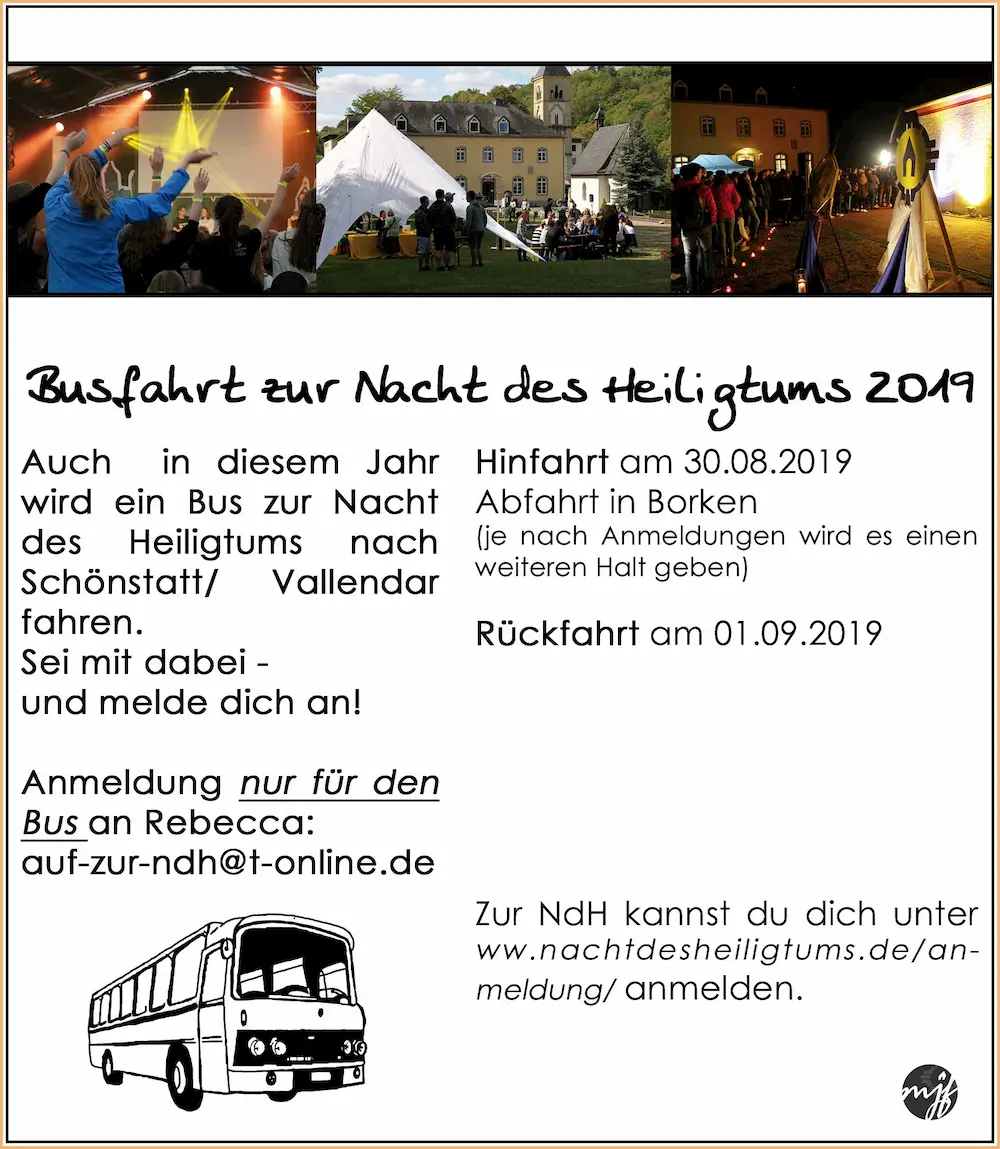 Busfahrt zur Nacht des Heiligtums 2019
Auch in diesem Jahr
wird ein Bus zur Nacht
des Heiligtums nach
Schönstatt/ Vallendar
fahren.
Sei mit dabei -
und melde dich an!
Anmeldung nur für den
Bus an Rebecca:
auf-zur-ndh@t-online.de
Hinfahrt am 30.08.2019
Abfahrt in Borken
(je nach Anmeldungen wird es einen
weiteren Halt geben)
Rückfahrt am 01.09.2019
Zur NdH kannst du dich unter
ww.nachtdesheiligtums.de/an-
meldung/ anmelden.
mjf